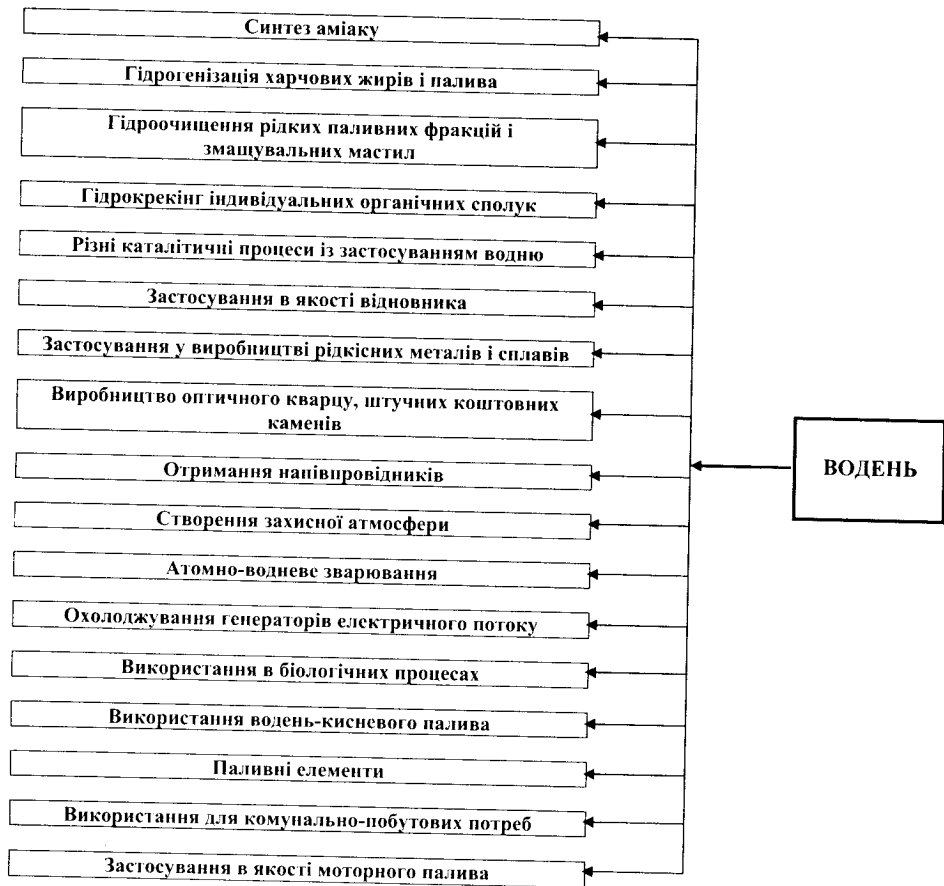 Синтез аміаку
Гідрогенізація харчових жирів і палива
Гідроочищення рідких паливних фракцій і
змащувальних мастил
Гідрокрекінг індивідуальних органічних сполук
Різні каталітичні процеси із застосуванням водню
Застосування в якості відновника
Застосування у виробництві рідкісних металів і сплавів
Виробництво оптичного кварцу, штучних коштовних
каменів
Отримання напівпровідників
Створення захисної атмосфери
Атомно-водневе зварювання
Охолоджування генераторів електричного потоку
Використання в біологічних процесах
Використання водень-кисневого палива
Паливні елементи
Використання для комунально-побутових потреб
Застосування в якості моторного палива
ВОДЕНЬ